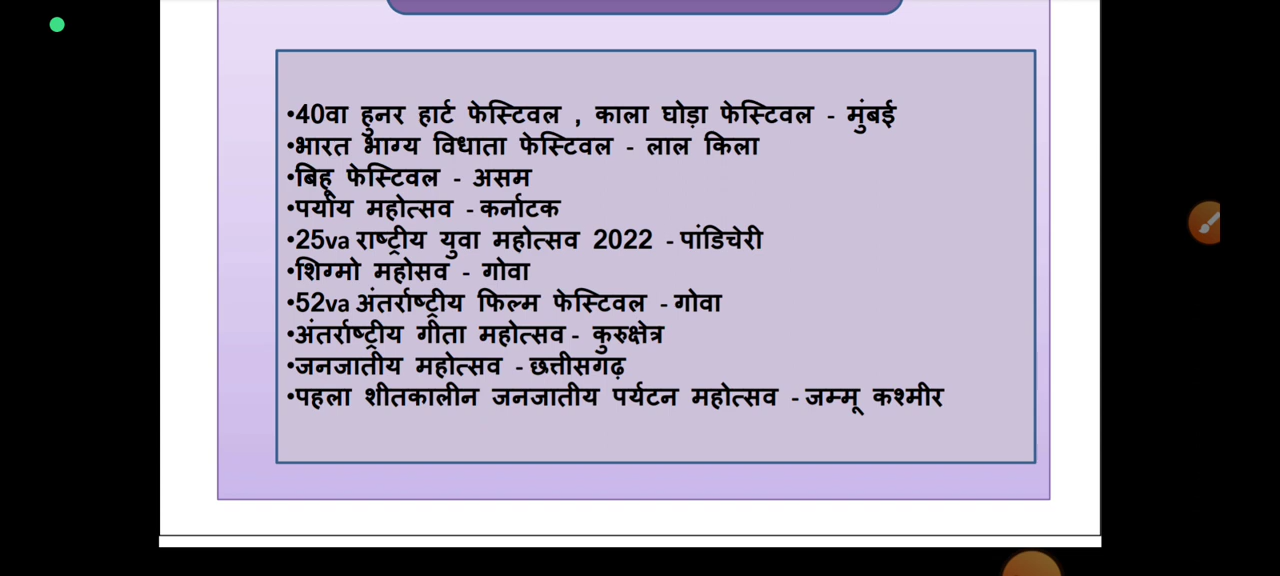 •40वा हुनर हार्ट फेस्टिवल , काला घोड़ा फेस्टिवल - मुंबई
•भारत भाग्य विधाता फेस्टिवल - लाल किला
•बिहू फेस्टिवल - असम
•पर्याय महोत्सव - कर्नाटक
•25va राष्ट्रीय युवा महोत्सव 2022 - पांडिचेरी
•शिग्मो महोसव - गोवा
•52va अंतर्राष्ट्रीय फिल्म फेस्टिवल - गोवा
•अंतर्राष्ट्रीय गीता महोत्सव - कुरुक्षेत्र
•जनजातीय महोत्सव - छत्तीसगढ़
•पहला शीतकालीन जनजातीय पर्यटन महोत्सव - जम्मू कश्मीर